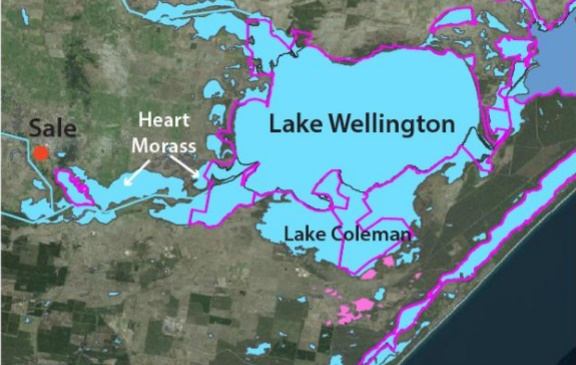 Sale
Heart
Morass
Lake Wellington
Lake Coleman